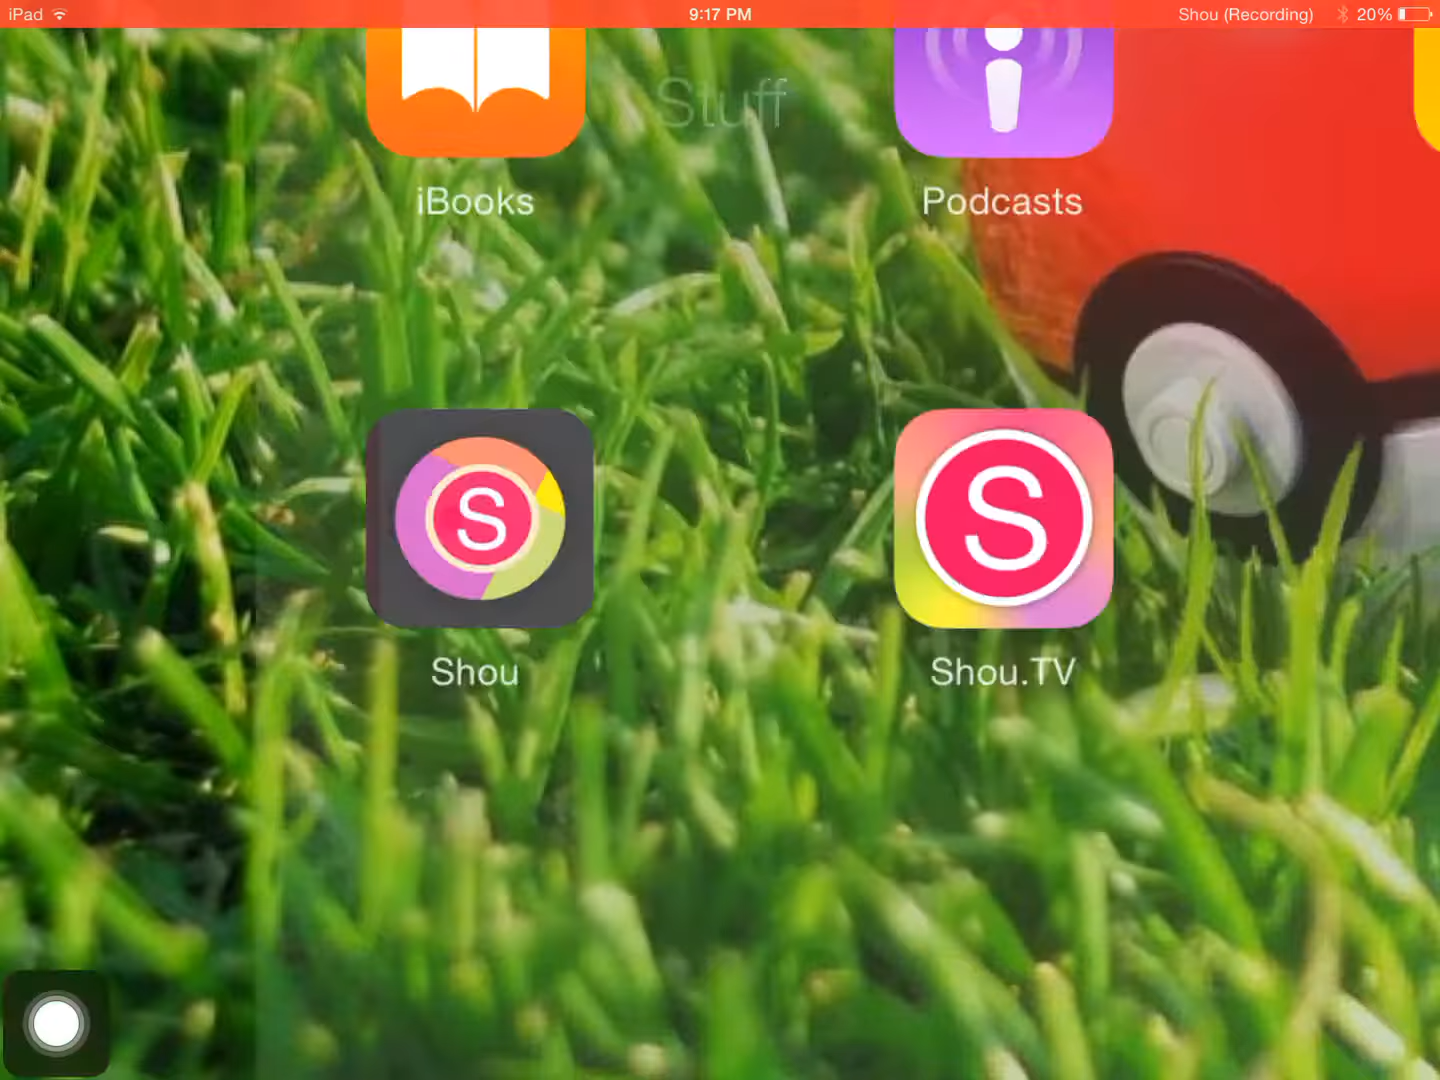 iPad 9:17 PM Shou (Recording) 20%
Stuff
iBooks Podcasts
S S
Shou Shou.TV